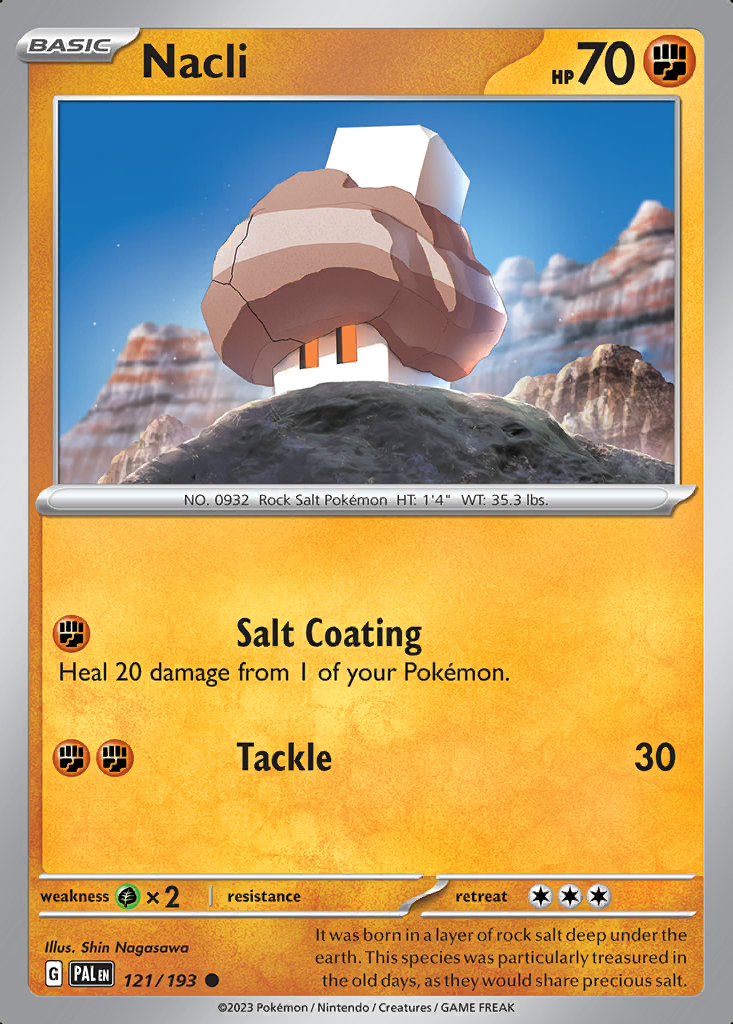 BASIC
Nacli
HP 70
NO. 0932 Rock Salt Pokémon HT: 1'4" WT: 35.3 lbs.
Salt Coating
Heal 20 damage from 1 of your Pokémon.
Tackle 30
weakness ×2 resistance retreat
Illus. Shin Nagasawa
It was born in a layer of rock salt deep under the
earth. This species was particularly treasured in
the old days, as they would share precious salt.
G PAL EN 121/193
©2023 Pokémon / Nintendo / Creatures / GAME FREAK